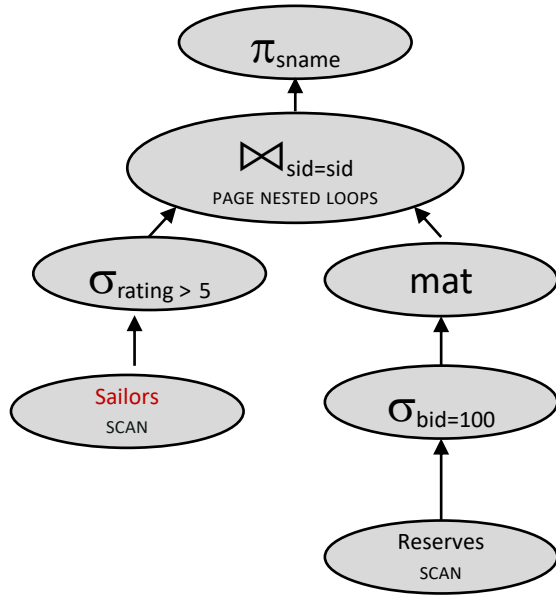 πsname
⋈sid=sid
PAGE NESTED LOOPS
σrating > 5
mat
Sailors
SCAN
σbid=100
Reserves
SCAN